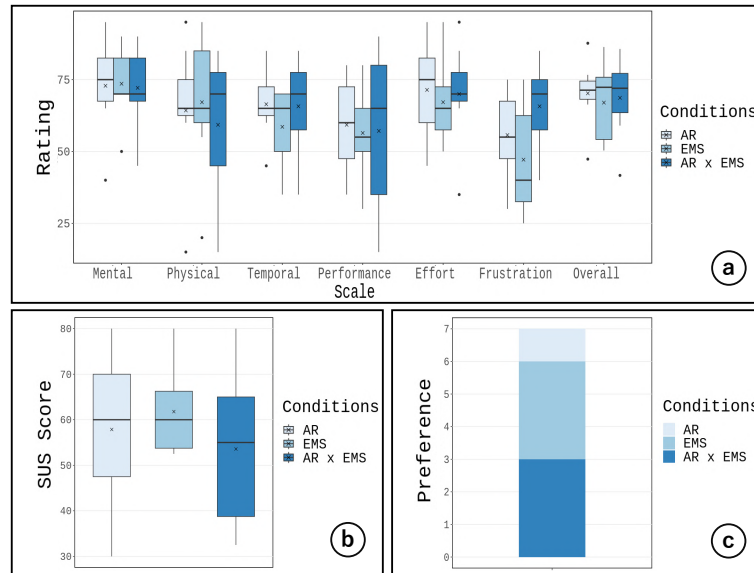 75
50
25
Rating
Mental Physical Temporal Performance Effort Frustration Overall
Scale
Conditions
AR
EMS
AR x EMS
a
80
70
60
50
40
30
SUS Score
Conditions
AR
EMS
AR x EMS
b
7
6
5
4
3
2
1
0
Preference
Conditions
AR
EMS
AR x EMS
c